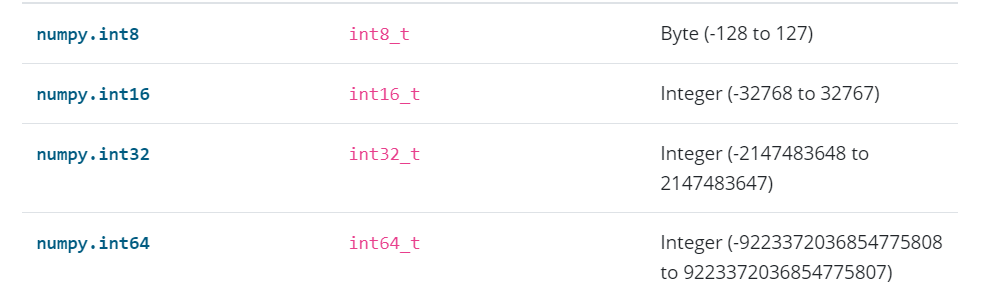 numpy.int8 int8_t Byte (-128 to 127)
numpy.int16 int16_t Integer (-32768 to 32767)
numpy.int32 int32_t Integer (-2147483648 to
2147483647)
numpy.int64 int64_t Integer (-9223372036854775808
to 9223372036854775807)